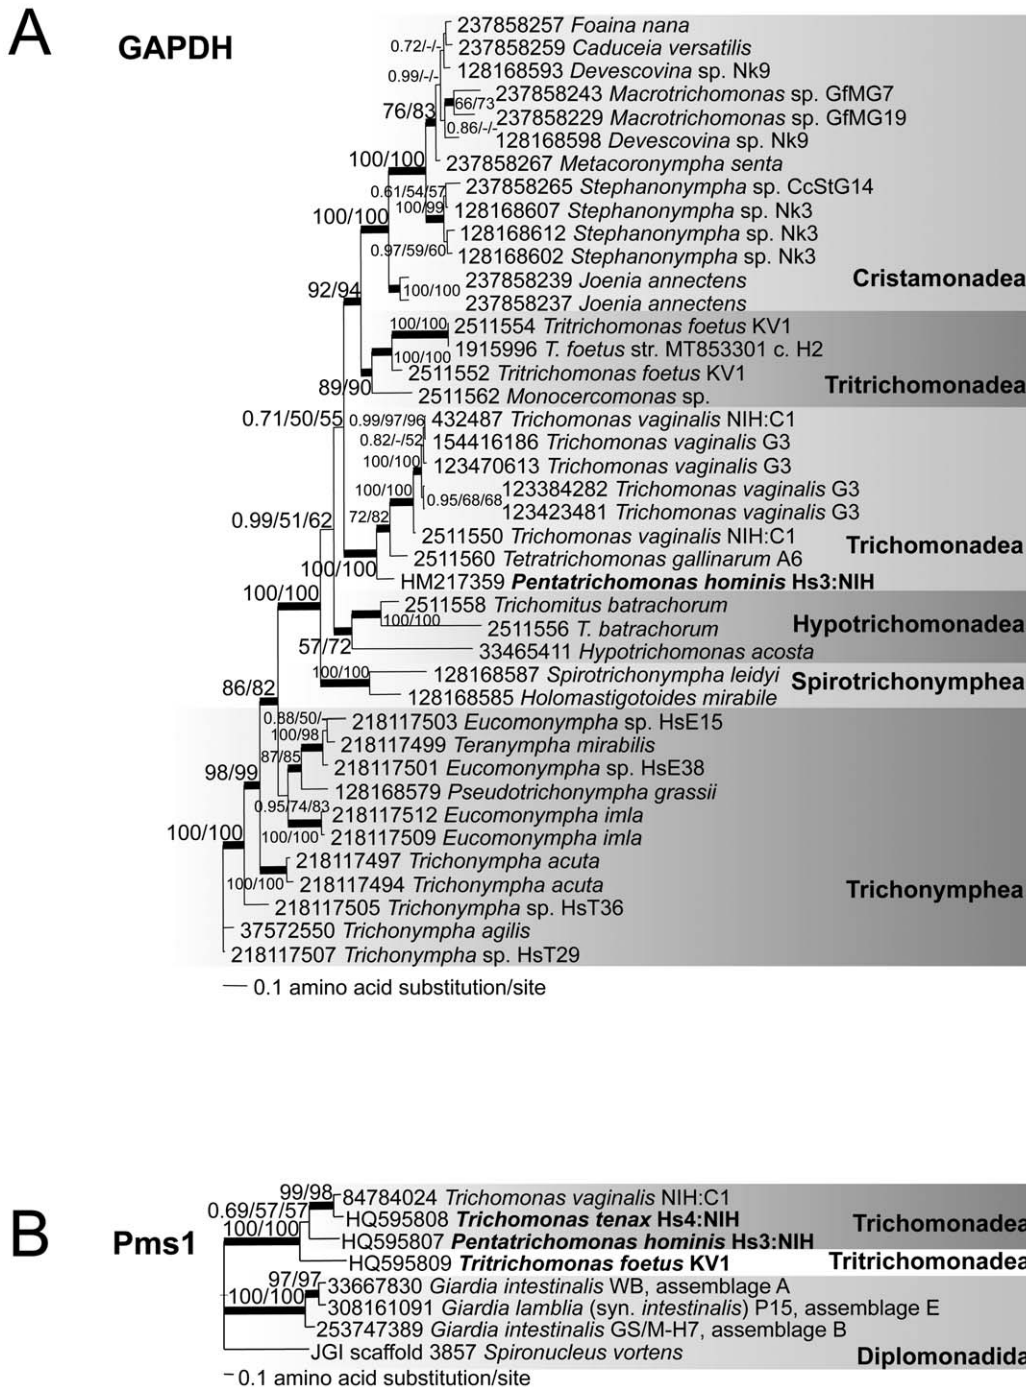 A
GAPDH
237858257 Foaina nana
0.72/-/-
237858259 Caduceia versatilis
0.99/-/-
128168593 Devescovina sp. Nk9
237858243 Macrotrichomonas sp. GfMG7
66/73
76/83
237858229 Macrotrichomonas sp. GfMG19
0.86/-/-
128168598 Devescovina sp. Nk9
100/100
237858267 Metacoronympha senta
0.61/54/57
237858265 Stephanonympha sp. CcStG14
100/99
128168607 Stephanonympha sp. Nk3
100/100
128168612 Stephanonympha sp. Nk3
0.97/59/60
128168602 Stephanonympha sp. Nk3
237858239 Joenia annectens
Cristamonadea
100/100
92/94
237858237 Joenia annectens
100/100
2511554 Tritrichomonas foetus KV1
1915996 T. foetus str. MT853301 c. H2
100/100
2511552 Tritrichomonas foetus KV1
Tritrichomonadea
89/90
2511562 Monocercomonas sp.
0.71/50/55
0.99/97/96
432487 Trichomonas vaginalis NIH:C1
0.82/-/52
154416186 Trichomonas vaginalis G3
100/100
123470613 Trichomonas vaginalis G3
100/100
123384282 Trichomonas vaginalis G3
0.95/68/68
123423481 Trichomonas vaginalis G3
72/82
0.99/51/62
2511550 Trichomonas vaginalis NIH:C1
Trichomonadea
2511560 Tetratrichomonas gallinarum A6
100/100
HM217359 Pentatrichomonas hominis Hs3:NIH
100/100
2511558 Trichomitus batrachorum
100/100
2511556 T. batrachorum
Hypotrichomonadea
57/72
33465411 Hypotrichomonas acosta
100/100
128168587 Spirotrichonympha leidyi
Spirotrichonymphea
86/82
128168585 Holomastigotoides mirabile
0.88/50/-
218117503 Eucomonympha sp. HsE15
100/98
218117499 Teranympha mirabilis
87/85
98/99
218117501 Eucomonympha sp. HsE38
128168579 Pseudotrichonympha grassii
0.95/74/83
218117512 Eucomonympha imla
100/100
100/100
218117509 Eucomonympha imla
218117497 Trichonympha acuta
100/100
218117494 Trichonympha acuta
Trichonymphea
218117505 Trichonympha sp. HsT36
37572550 Trichonympha agilis
218117507 Trichonympha sp. HsT29
0.1 amino acid substitution/site
B
Pms1
99/98
84784024 Trichomonas vaginalis NIH:C1
0.69/57/57
HQ595808 Trichomonas tenax Hs4:NIH
Trichomonadea
100/100
HQ595807 Pentatrichomonas hominis Hs3:NIH
HQ595809 Tritrichomonas foetus KV1
Tritrichomonadea
97/97
33667830 Giardia intestinalis WB, assemblage A
100/100
308161091 Giardia lamblia (syn. intestinalis) P15, assemblage E
253747389 Giardia intestinalis GS/M-H7, assemblage B
JGI scaffold 3857 Spironucleus vortens
Diplomonadida
0.1 amino acid substitution/site